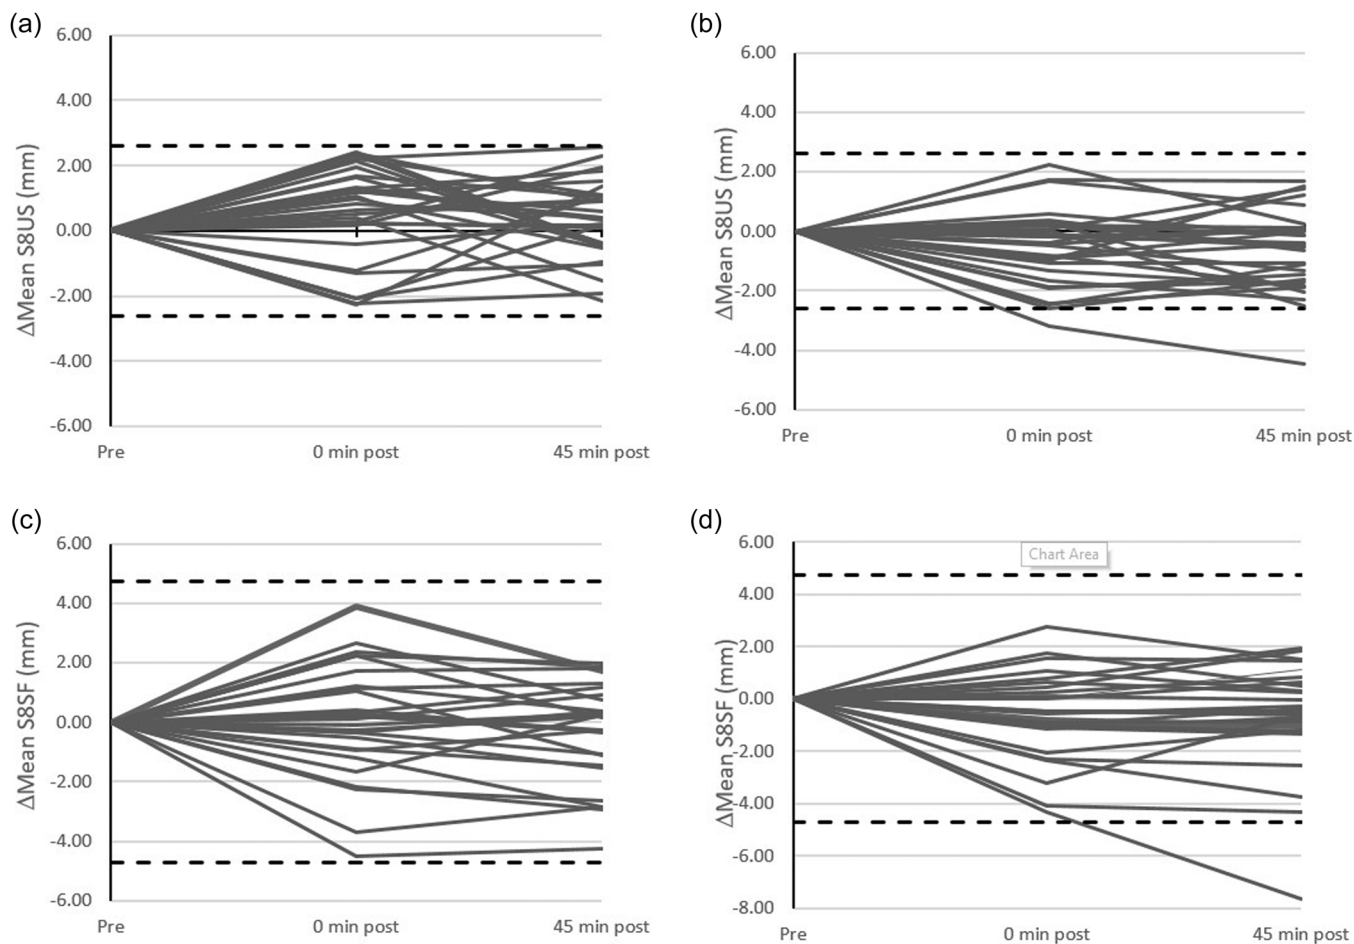 (a)
6.00
4.00
2.00
0.00
-2.00
-4.00
-6.00
ΔMean S8US (mm)
Pre
0 min post
45 min post
(b)
6.00
4.00
2.00
0.00
-2.00
-4.00
-6.00
ΔMean S8US (mm)
Pre
0 min post
45 min post
(c)
6.00
4.00
2.00
0.00
-2.00
-4.00
-6.00
ΔMean S8SF (mm)
Pre
0 min post
45 min post
(d)
Chart Area
6.00
4.00
2.00
0.00
-2.00
-4.00
-6.00
-8.00
ΔMean S8SF (mm)
Pre
0 min post
45 min post